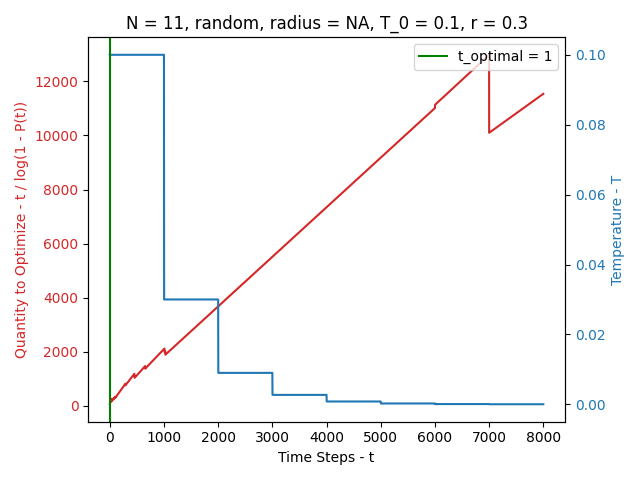 N = 11, random, radius = NA, T_0 = 0.1, r = 0.3
t_optimal = 1
Quantity to Optimize - t / log(1 - P(t))
12000
10000
8000
6000
4000
2000
0
0.10
0.08
0.06
0.04
0.02
0.00
Temperature - T
0 1000 2000 3000 4000 5000 6000 7000 8000
Time Steps - t